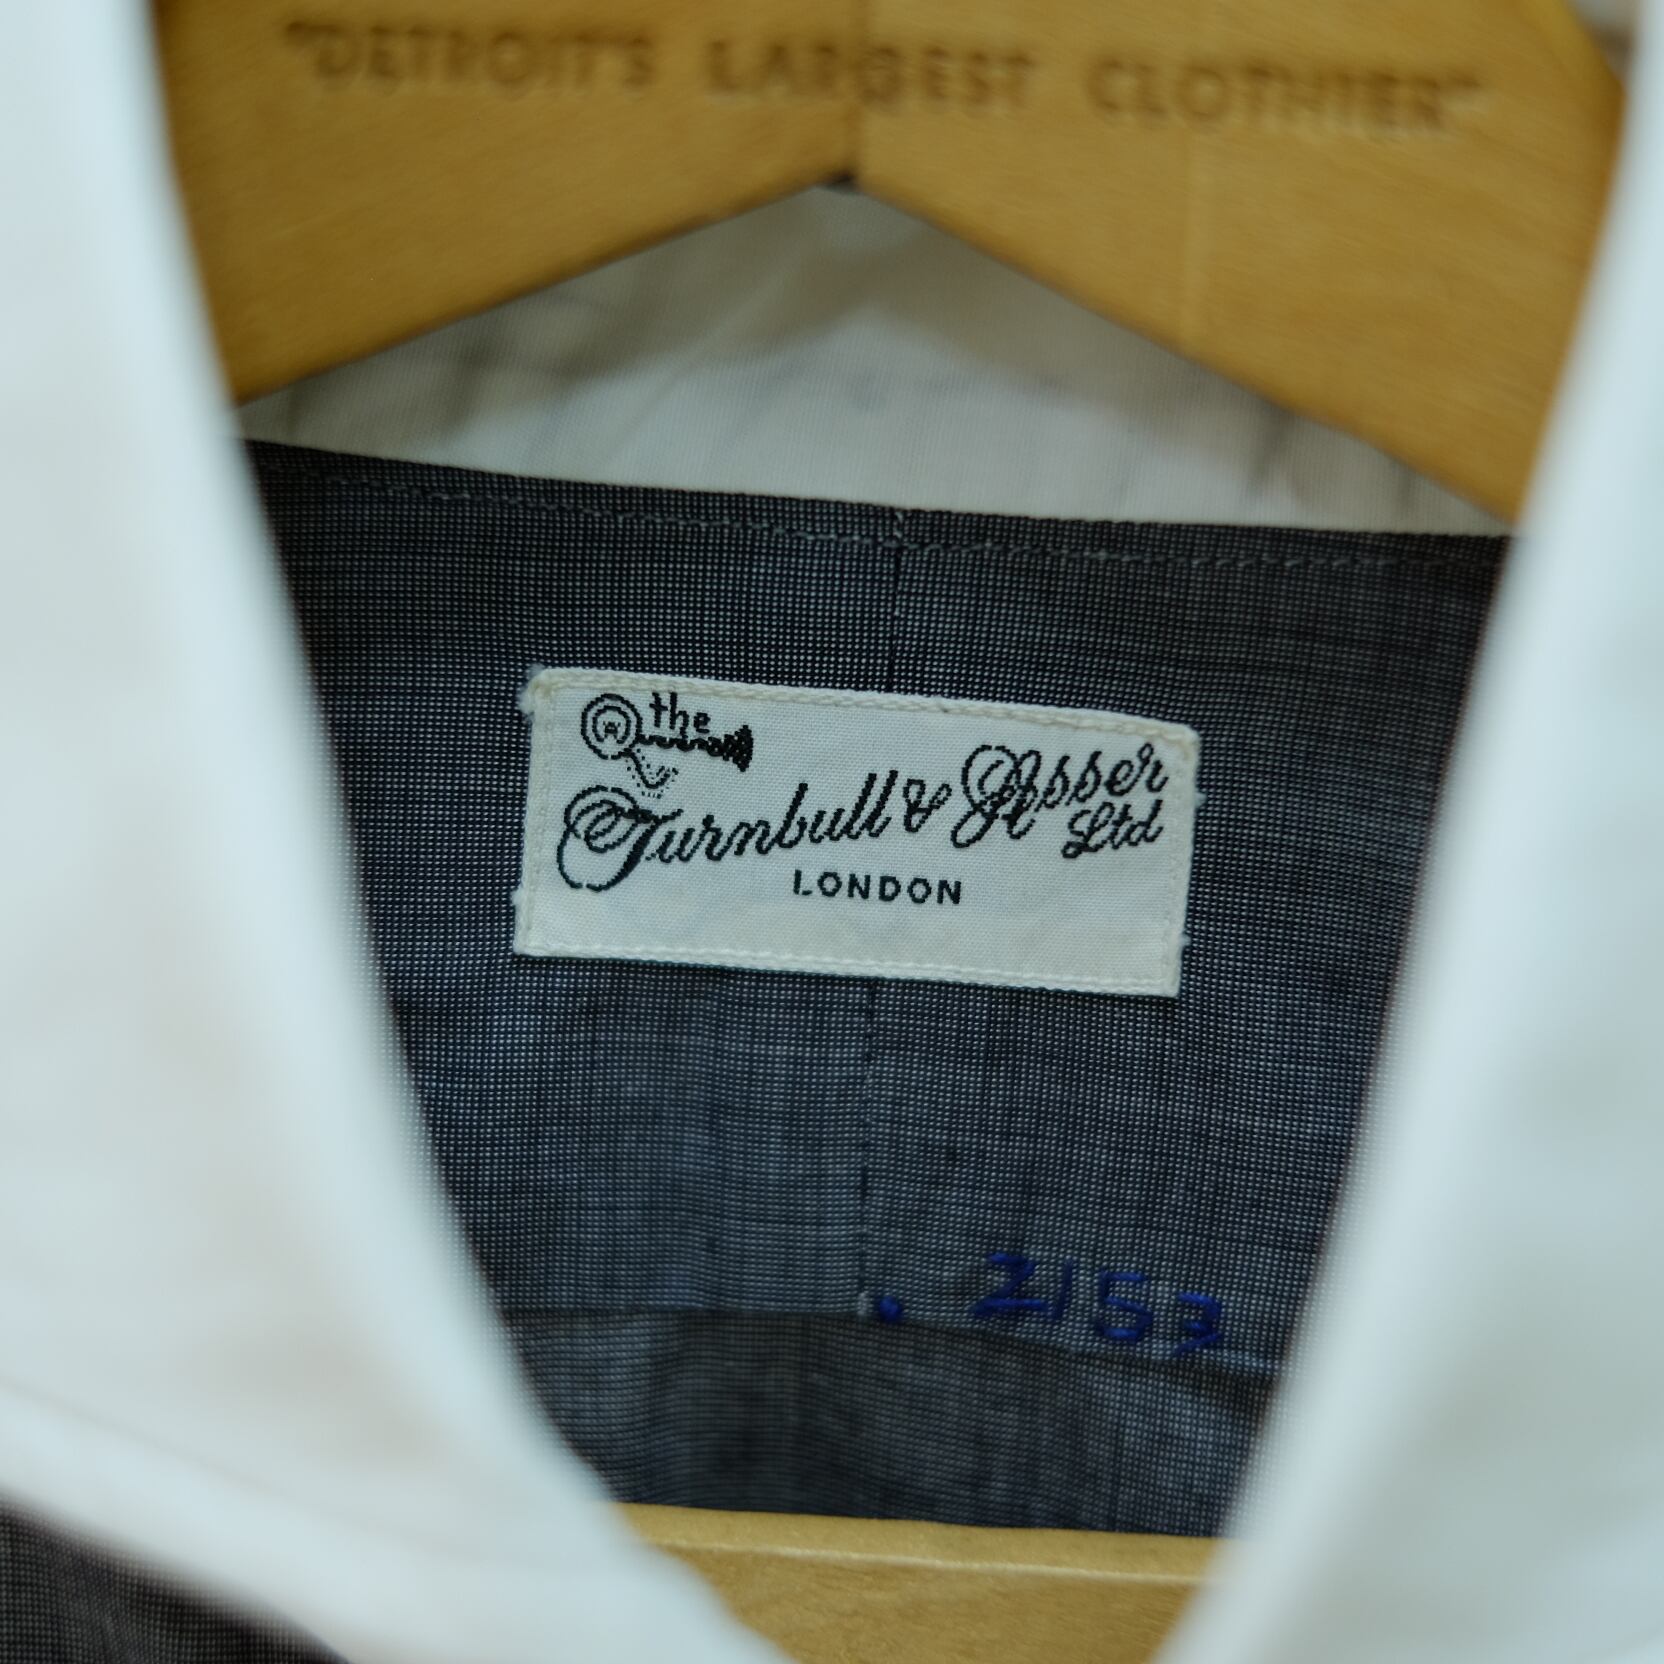 "DETROIT'S LARGEST CLOTHIER"
the
Turnbull & Asser
Ltd
LONDON
. 2153